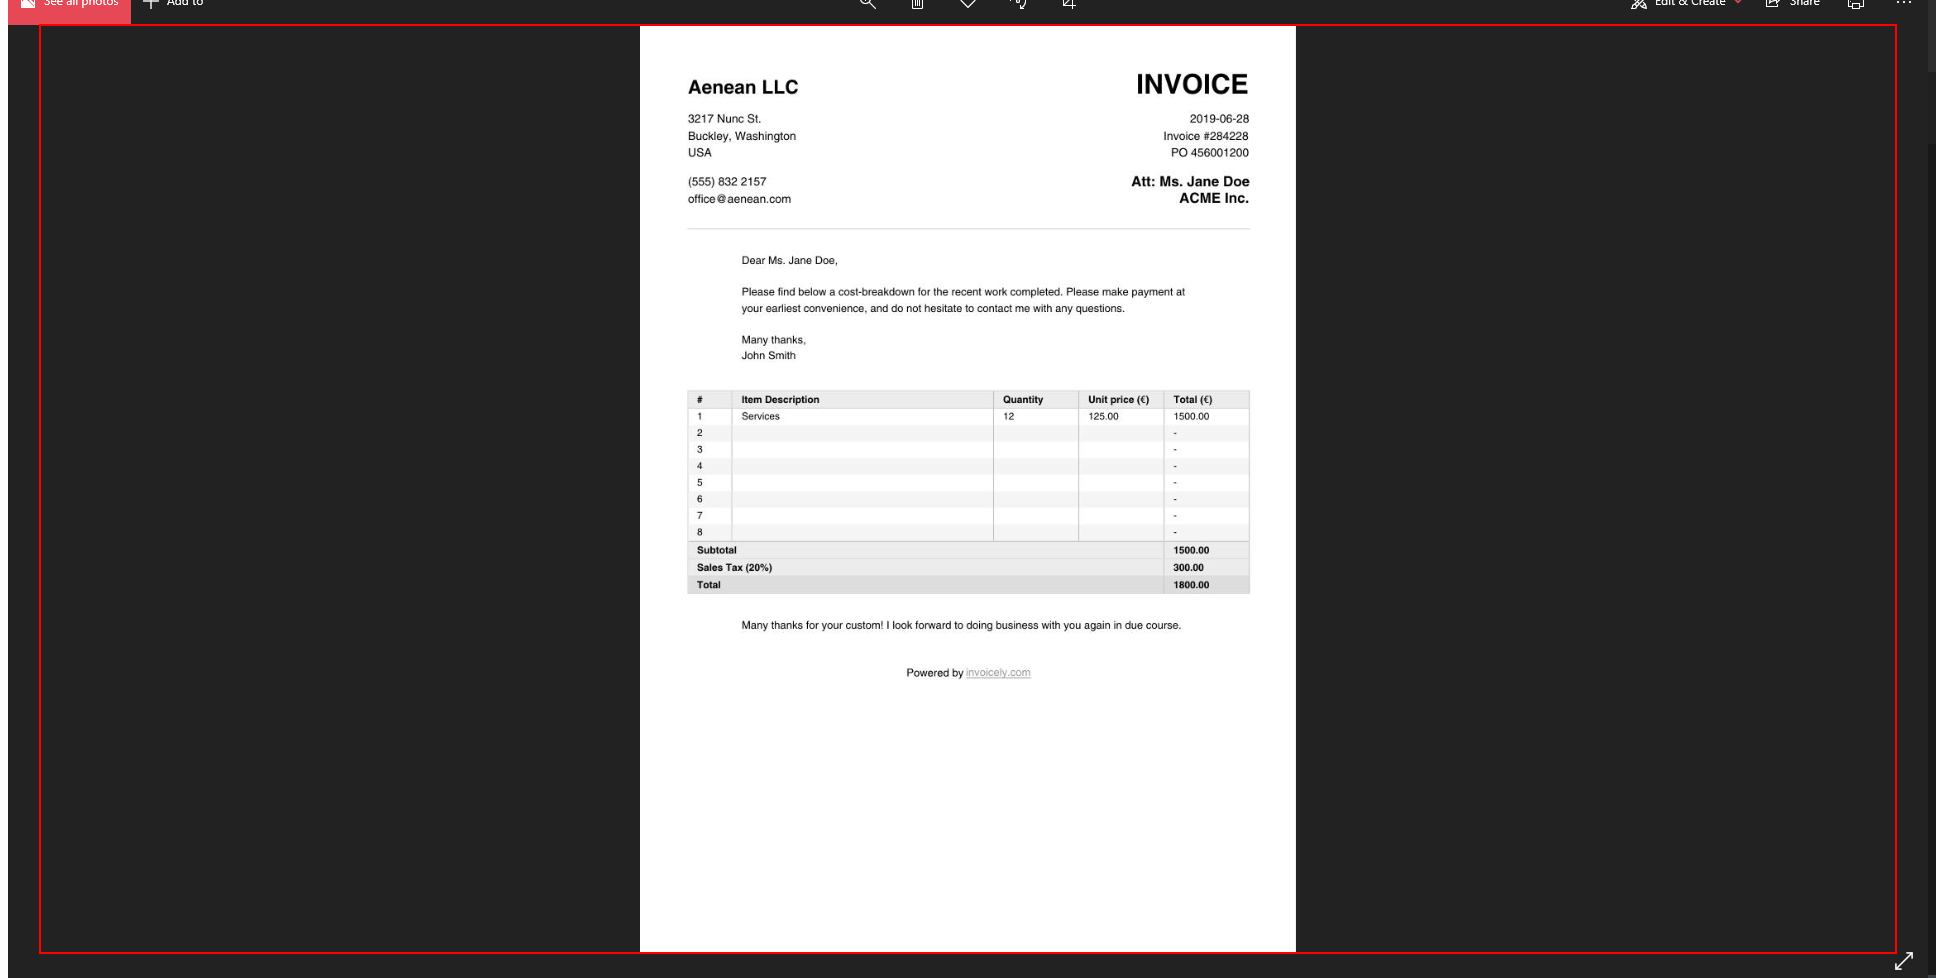 See all photos
Add to
Edit & Create
Share
Aenean LLC
INVOICE
3217 Nunc St.
Buckley, Washington
USA
2019-06-28
Invoice #284228
PO 456001200
(555) 832 2157
office@aenean.com
Att: Ms. Jane Doe
ACME Inc.
Dear Ms. Jane Doe,
Please find below a cost-breakdown for the recent work completed. Please make payment at
your earliest convenience, and do not hesitate to contact me with any questions.
Many thanks,
John Smith
# Item Description Quantity Unit price (€) Total (€)
1 Services 12 125.00 1500.00
2 -
3 -
4 -
5 -
6 -
7 -
8 -
Subtotal 1500.00
Sales Tax (20%) 300.00
Total 1800.00
Many thanks for your custom! I look forward to doing business with you again in due course.
Powered by invoicely.com